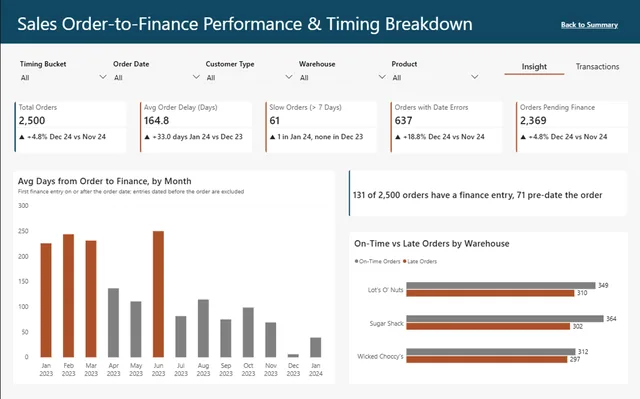 Sales Order-to-Finance Performance & Timing Breakdown
Back to Summary
Timing Bucket
All
Order Date
All
Customer Type
All
Warehouse
All
Product
All
Insight
Transactions
Total Orders
2,500
▲ +4.8% Dec 24 vs Nov 24
Avg Order Delay (Days)
164.8
▲ +33.0 days Jan 24 vs Dec 23
Slow Orders (> 7 Days)
61
▲ 1 in Jan 24, none in Dec 23
Orders with Date Errors
637
▲ +18.8% Dec 24 vs Nov 24
Orders Pending Finance
2,369
▲ +4.8% Dec 24 vs Nov 24
Avg Days from Order to Finance, by Month
First finance entry on or after the order date; entries dated before the order are excluded
300
250
200
150
100
50
0
Jan 2023
Feb 2023
Mar 2023
Apr 2023
May 2023
Jun 2023
Jul 2023
Aug 2023
Sep 2023
Oct 2023
Nov 2023
Dec 2023
Jan 2024
131 of 2,500 orders have a finance entry, 71 pre-date the order
On-Time vs Late Orders by Warehouse
On-Time Orders
Late Orders
Lot's O' Nuts
349
310
Sugar Shack
364
302
Wicked Choccy's
312
297